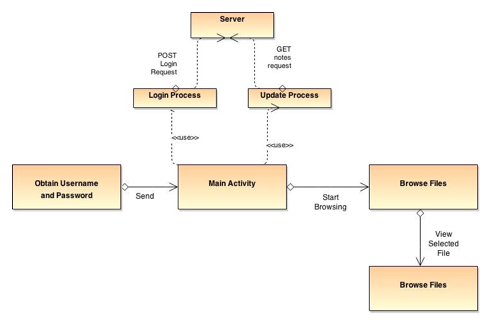 Server
POST
Login
Request
GET
notes
request
Login Process
Update Process
<<use>>
<<use>>
Obtain Username
and Password
Send
Main Activity
Start
Browsing
Browse Files
View
Selected
File
Browse Files